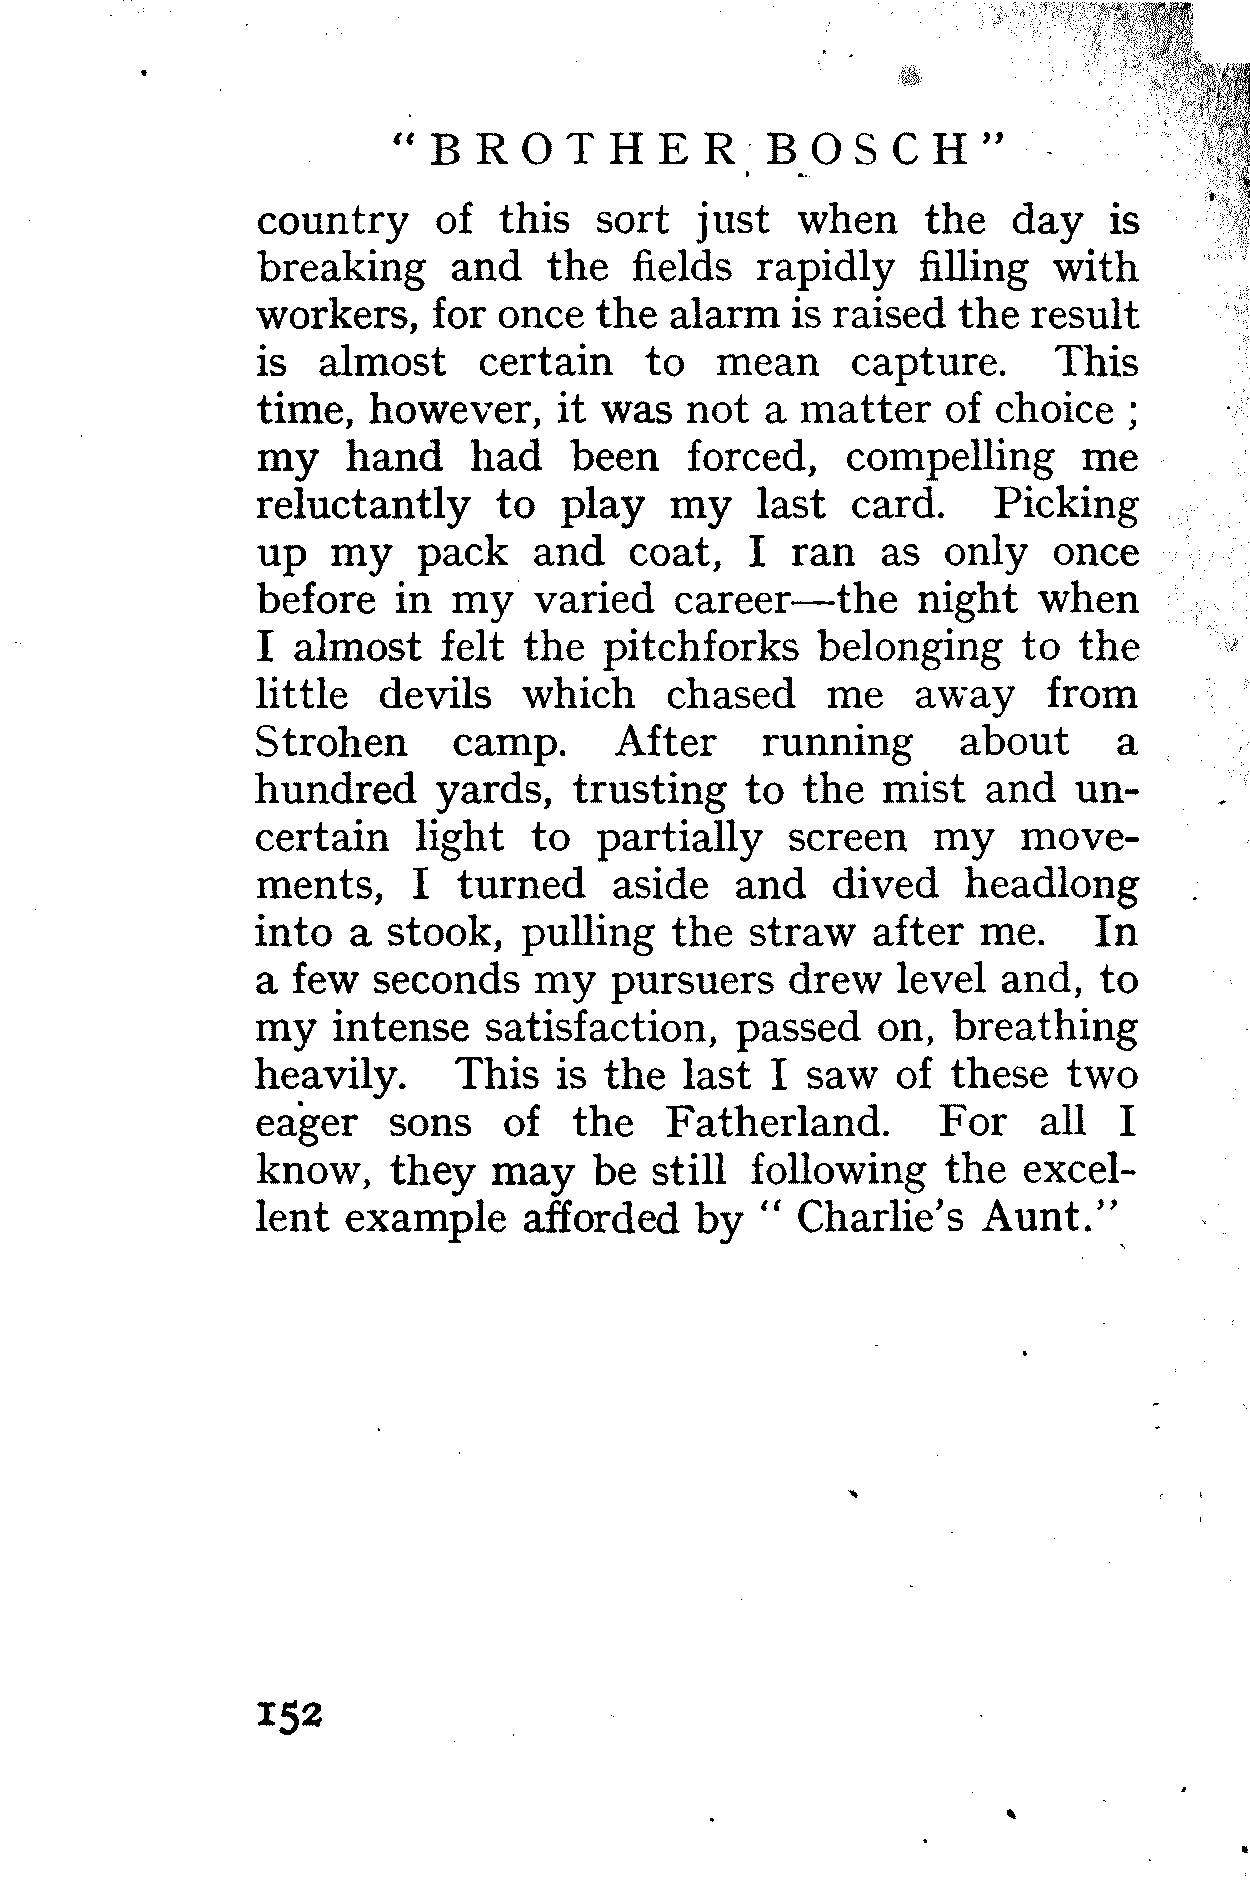 “ BROTHER BOSCH ”
country of this sort just when the day is
breaking and the fields rapidly filling with
workers, for once the alarm is raised the result
is almost certain to mean capture. This
time, however, it was not a matter of choice ;
my hand had been forced, compelling me
reluctantly to play my last card. Picking
up my pack and coat, I ran as only once
before in my varied career—the night when
I almost felt the pitchforks belonging to the
little devils which chased me away from
Strohen camp. After running about a
hundred yards, trusting to the mist and un-
certain light to partially screen my move-
ments, I turned aside and dived headlong
into a stook, pulling the straw after me. In
a few seconds my pursuers drew level and, to
my intense satisfaction, passed on, breathing
heavily. This is the last I saw of these two
eager sons of the Fatherland. For all I
know, they may be still following the excel-
lent example afforded by “ Charlie’s Aunt.”
152